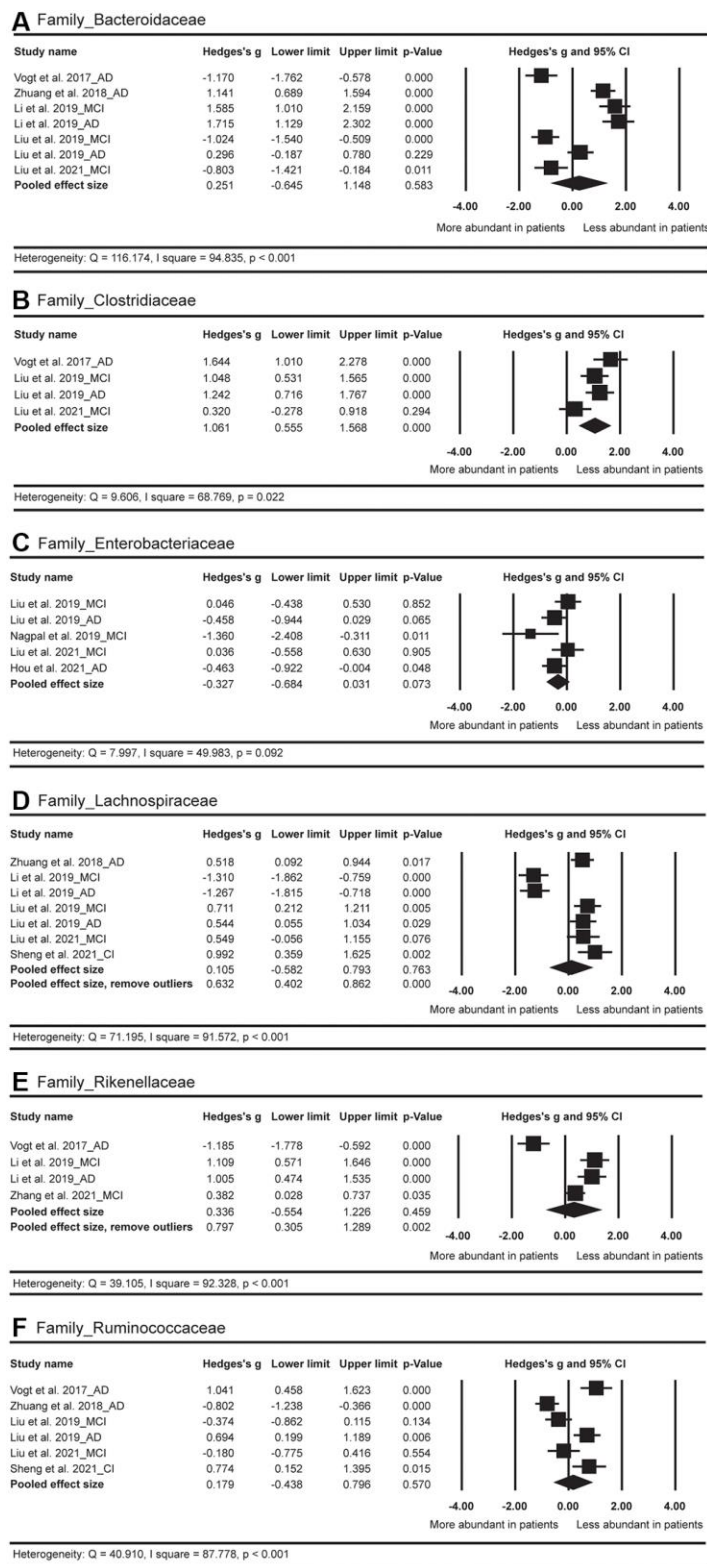 A Family_Bacteroidaceae
Study name Hedges's g Lower limit Upper limit p-Value Hedges's g and 95% CI
Vogt et al. 2017_AD -1.170 -1.762 -0.578 0.000
Zhuang et al. 2018_AD 1.141 0.689 1.594 0.000
Li et al. 2019_MCI 1.585 1.010 2.159 0.000
Li et al. 2019_AD 1.715 1.129 2.302 0.000
Liu et al. 2019_MCI -1.024 -1.540 -0.509 0.000
Liu et al. 2019_AD 0.296 -0.187 0.780 0.229
Liu et al. 2021_MCI -0.803 -1.421 -0.184 0.011
Pooled effect size 0.251 -0.645 1.148 0.583
-4.00 -2.00 0.00 2.00 4.00
More abundant in patients Less abundant in patients
Heterogeneity: Q = 116.174, I square = 94.835, p < 0.001
B Family_Clostridiaceae
Study name Hedges's g Lower limit Upper limit p-Value Hedges's g and 95% CI
Vogt et al. 2017_AD 1.644 1.010 2.278 0.000
Liu et al. 2019_MCI 1.048 0.531 1.565 0.000
Liu et al. 2019_AD 1.242 0.716 1.767 0.000
Liu et al. 2021_MCI 0.320 -0.278 0.918 0.294
Pooled effect size 1.061 0.555 1.568 0.000
-4.00 -2.00 0.00 2.00 4.00
More abundant in patients Less abundant in patients
Heterogeneity: Q = 9.606, I square = 68.769, p = 0.022
C Family_Enterobacteriaceae
Study name Hedges's g Lower limit Upper limit p-Value Hedges's g and 95% CI
Liu et al. 2019_MCI 0.046 -0.438 0.530 0.852
Liu et al. 2019_AD -0.458 -0.944 0.029 0.065
Nagpal et al. 2019_MCI -1.360 -2.408 -0.311 0.011
Liu et al. 2021_MCI 0.036 -0.558 0.630 0.905
Hou et al. 2021_AD -0.463 -0.922 -0.004 0.048
Pooled effect size -0.327 -0.684 0.031 0.073
-4.00 -2.00 0.00 2.00 4.00
More abundant in patients Less abundant in patients
Heterogeneity: Q = 7.997, I square = 49.983, p = 0.092
D Family_Lachnospiraceae
Study name Hedges's g Lower limit Upper limit p-Value Hedges's g and 95% CI
Zhuang et al. 2018_AD 0.518 0.092 0.944 0.017
Li et al. 2019_MCI -1.310 -1.862 -0.759 0.000
Li et al. 2019_AD -1.267 -1.815 -0.718 0.000
Liu et al. 2019_MCI 0.711 0.212 1.211 0.005
Liu et al. 2019_AD 0.544 0.055 1.034 0.029
Liu et al. 2021_MCI 0.549 -0.056 1.155 0.076
Sheng et al. 2021_CI 0.992 0.359 1.625 0.002
Pooled effect size 0.105 -0.582 0.793 0.763
Pooled effect size, remove outliers 0.632 0.402 0.862 0.000
-4.00 -2.00 0.00 2.00 4.00
More abundant in patients Less abundant in patients
Heterogeneity: Q = 71.195, I square = 91.572, p < 0.001
E Family_Rikenellaceae
Study name Hedges's g Lower limit Upper limit p-Value Hedges's g and 95% CI
Vogt et al. 2017_AD -1.185 -1.778 -0.592 0.000
Li et al. 2019_MCI 1.109 0.571 1.646 0.000
Li et al. 2019_AD 1.005 0.474 1.535 0.000
Zhang et al. 2021_MCI 0.382 0.028 0.737 0.035
Pooled effect size 0.336 -0.554 1.226 0.459
Pooled effect size, remove outliers 0.797 0.305 1.289 0.002
-4.00 -2.00 0.00 2.00 4.00
More abundant in patients Less abundant in patients
Heterogeneity: Q = 39.105, I square = 92.328, p < 0.001
F Family_Ruminococcaceae
Study name Hedges's g Lower limit Upper limit p-Value Hedges's g and 95% CI
Vogt et al. 2017_AD 1.041 0.458 1.623 0.000
Zhuang et al. 2018_AD -0.802 -1.238 -0.366 0.000
Liu et al. 2019_MCI -0.374 -0.862 0.115 0.134
Liu et al. 2019_AD 0.694 0.199 1.189 0.006
Liu et al. 2021_MCI -0.180 -0.775 0.416 0.554
Sheng et al. 2021_CI 0.774 0.152 1.395 0.015
Pooled effect size 0.179 -0.438 0.796 0.570
-4.00 -2.00 0.00 2.00 4.00
More abundant in patients Less abundant in patients
Heterogeneity: Q = 40.910, I square = 87.778, p < 0.001